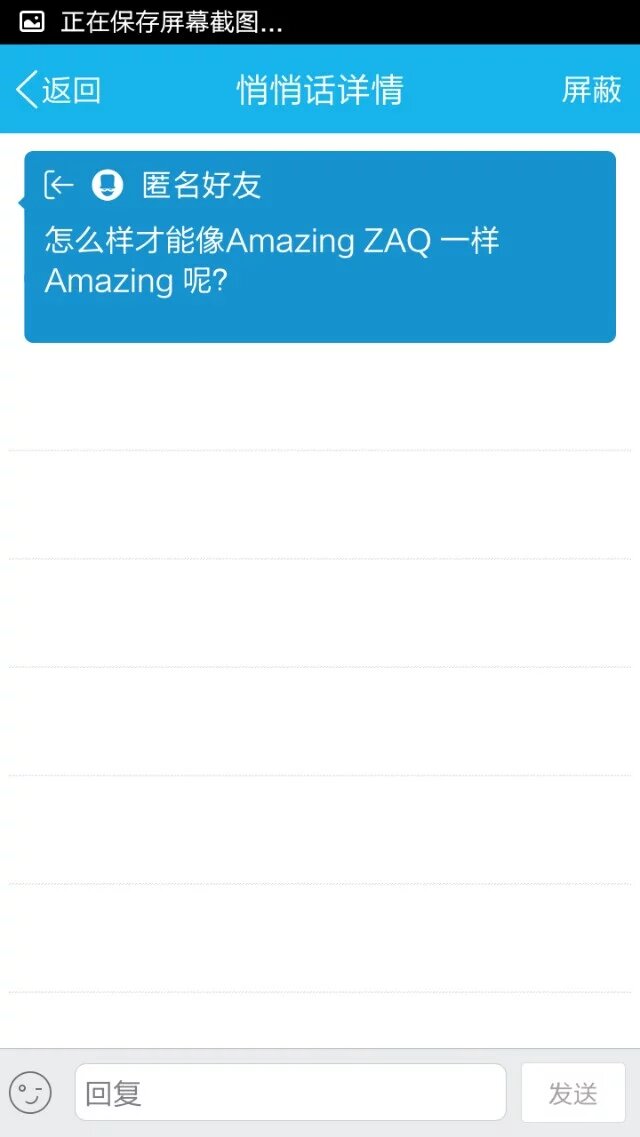 正在保存屏幕截图...
返回
悄悄话详情
屏蔽
匿名好友
怎么样才能像Amazing ZAQ 一样
Amazing 呢?
回复
发送